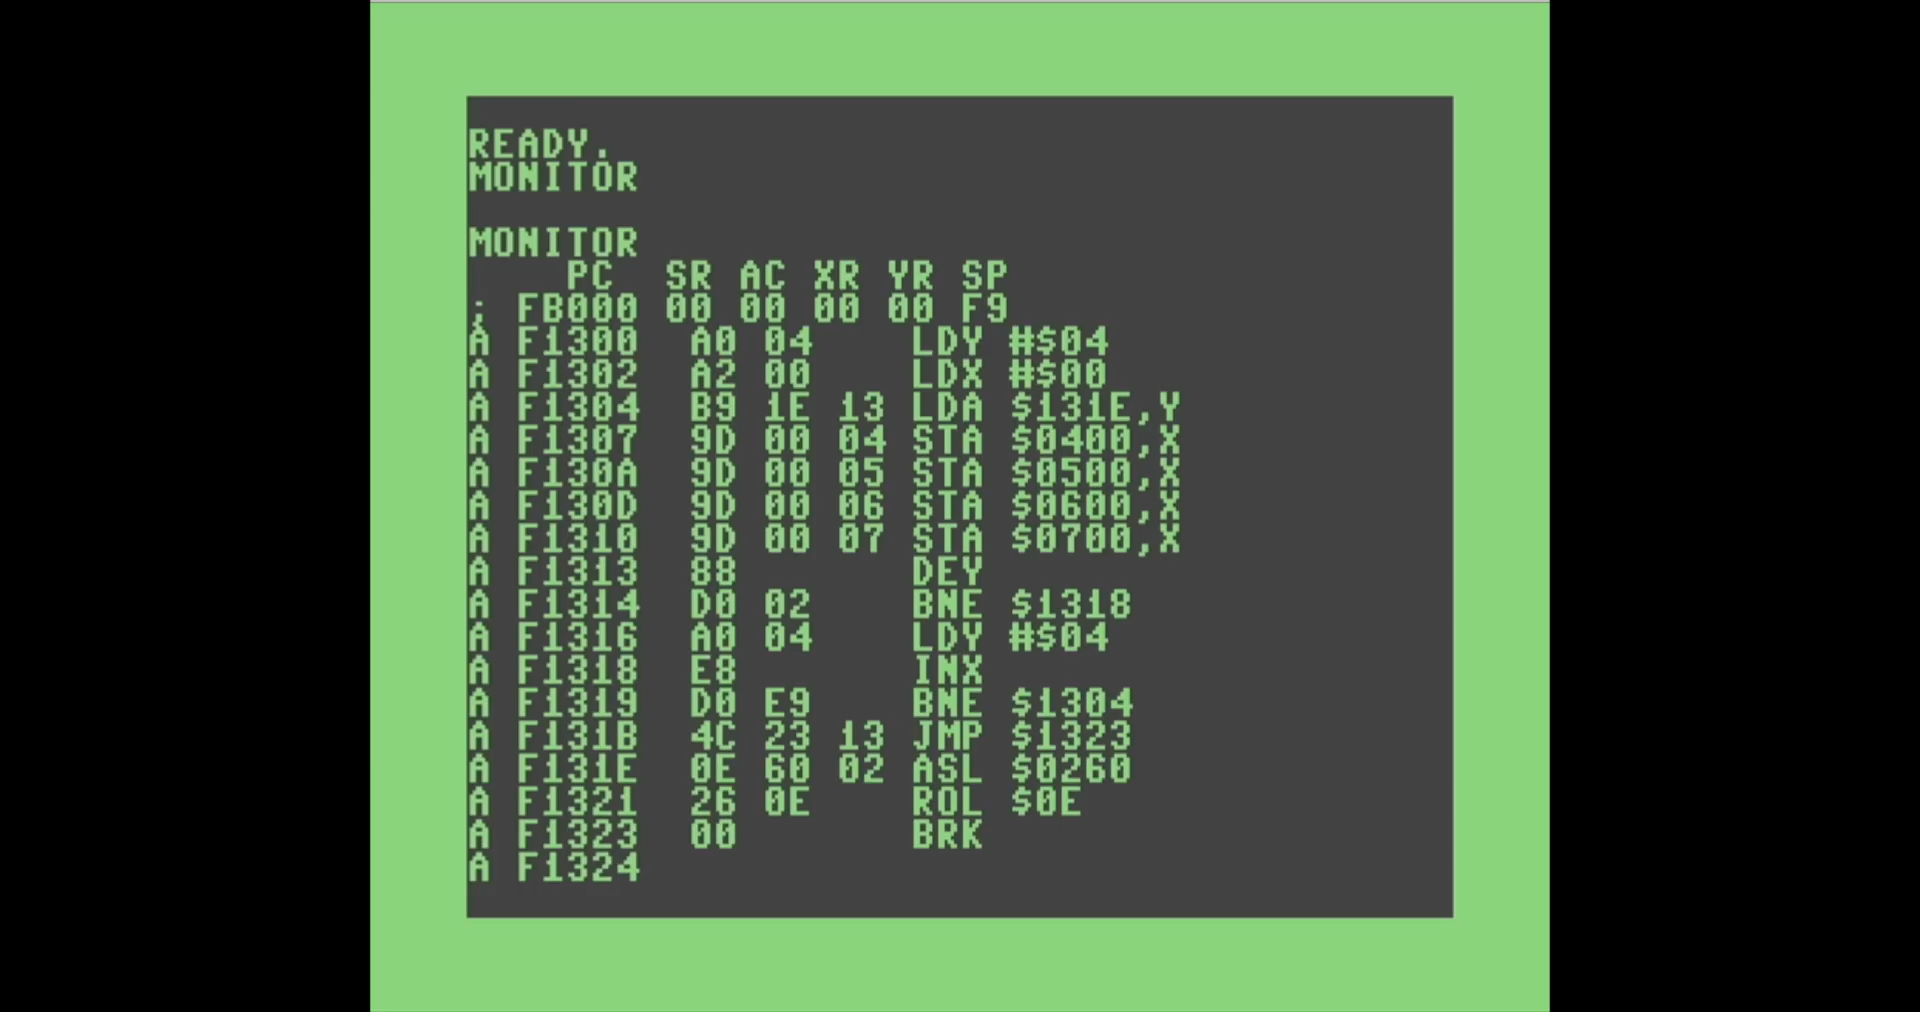 READY.
MONITOR
MONITOR
PC SR AC XR YR SP
; FB000 00 00 00 00 F9
A F1300 A0 04 LDY #$04
A F1302 A2 00 LDX #$00
A F1304 B9 1E 13 LDA $131E,Y
A F1307 9D 00 04 STA $0400,X
A F130A 9D 00 05 STA $0500,X
A F130D 9D 00 06 STA $0600,X
A F1310 9D 00 07 STA $0700,X
A F1313 88 DEY
A F1314 D0 02 BNE $1318
A F1316 A0 04 LDY #$04
A F1318 E8 INX
A F1319 D0 E9 BNE $1304
A F131B 4C 23 13 JMP $1323
A F131E 0E 60 02 ASL $0260
A F1321 26 0E ROL $0E
A F1323 00 BRK
A F1324